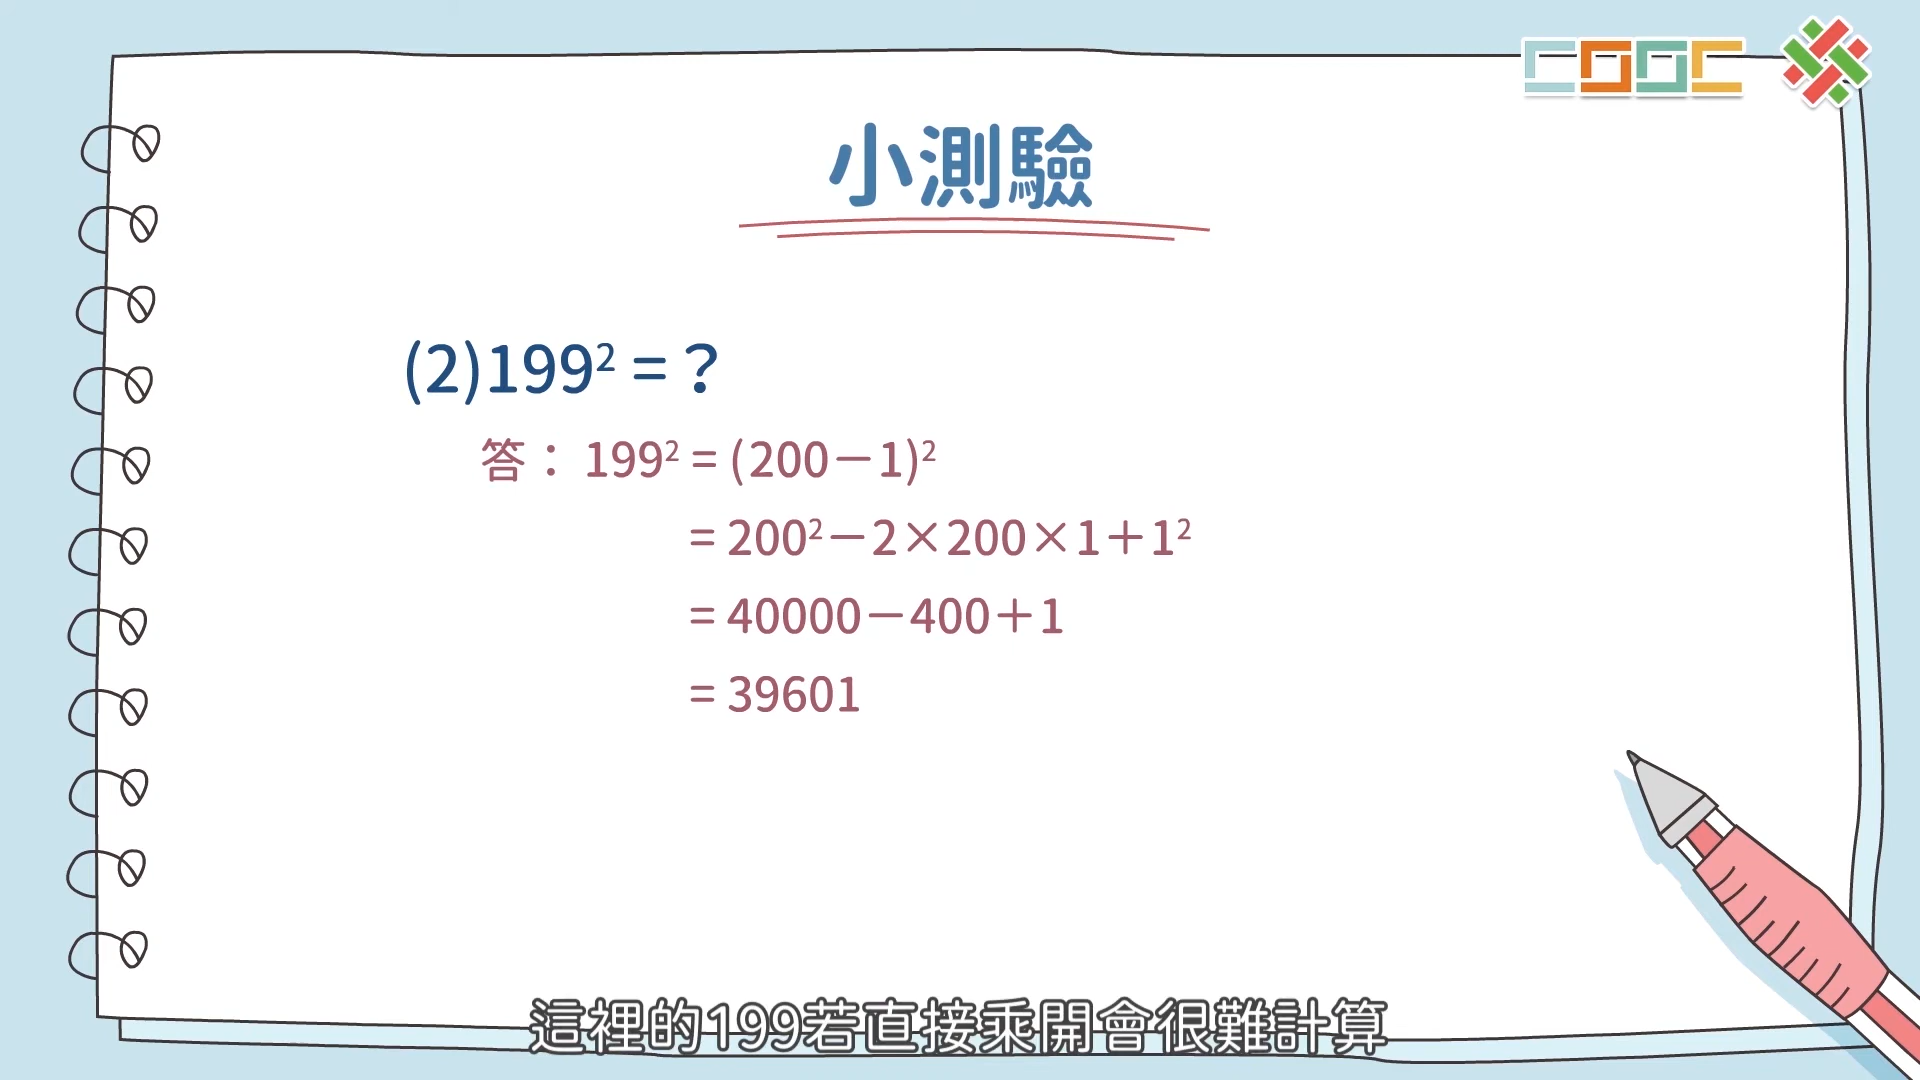 COOC
小測驗
(2)199² =？
答： 199² = (200－1)²
= 200²－2×200×1＋1²
= 40000－400＋1
= 39601
這裡的199若直接乘開會很難計算